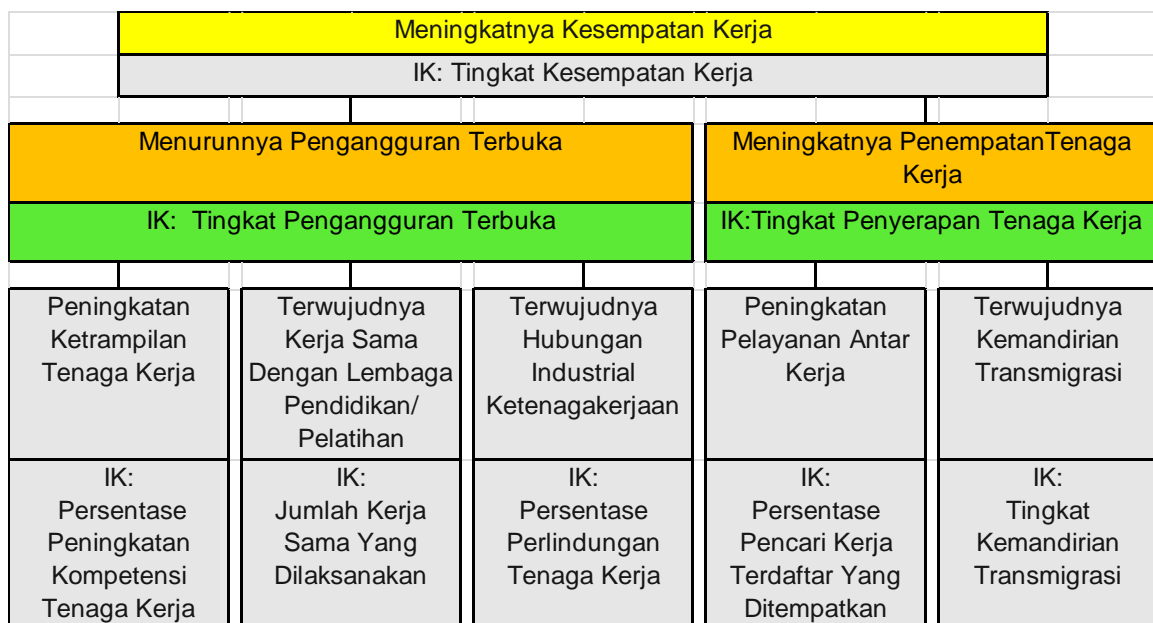 Meningkatnya Kesempatan Kerja
IK: Tingkat Kesempatan Kerja
Menurunnya Pengangguran Terbuka
IK:  Tingkat Pengangguran Terbuka
Meningkatnya PenempatanTenaga
Kerja
IK:Tingkat Penyerapan Tenaga Kerja
Peningkatan
Ketrampilan
Tenaga Kerja
IK:
Persentase
Peningkatan
Kompetensi
Tenaga Kerja
Terwujudnya
Kerja Sama
Dengan Lembaga
Pendidikan/
Pelatihan
IK:
Jumlah Kerja
Sama Yang
Dilaksanakan
Terwujudnya
Hubungan
Industrial
Ketenagakerjaan
IK:
Persentase
Perlindungan
Tenaga Kerja
Peningkatan
Pelayanan Antar
Kerja
IK:
Persentase
Pencari Kerja
Terdaftar Yang
Ditempatkan
Terwujudnya
Kemandirian
Transmigrasi
IK:
Tingkat
Kemandirian
Transmigrasi